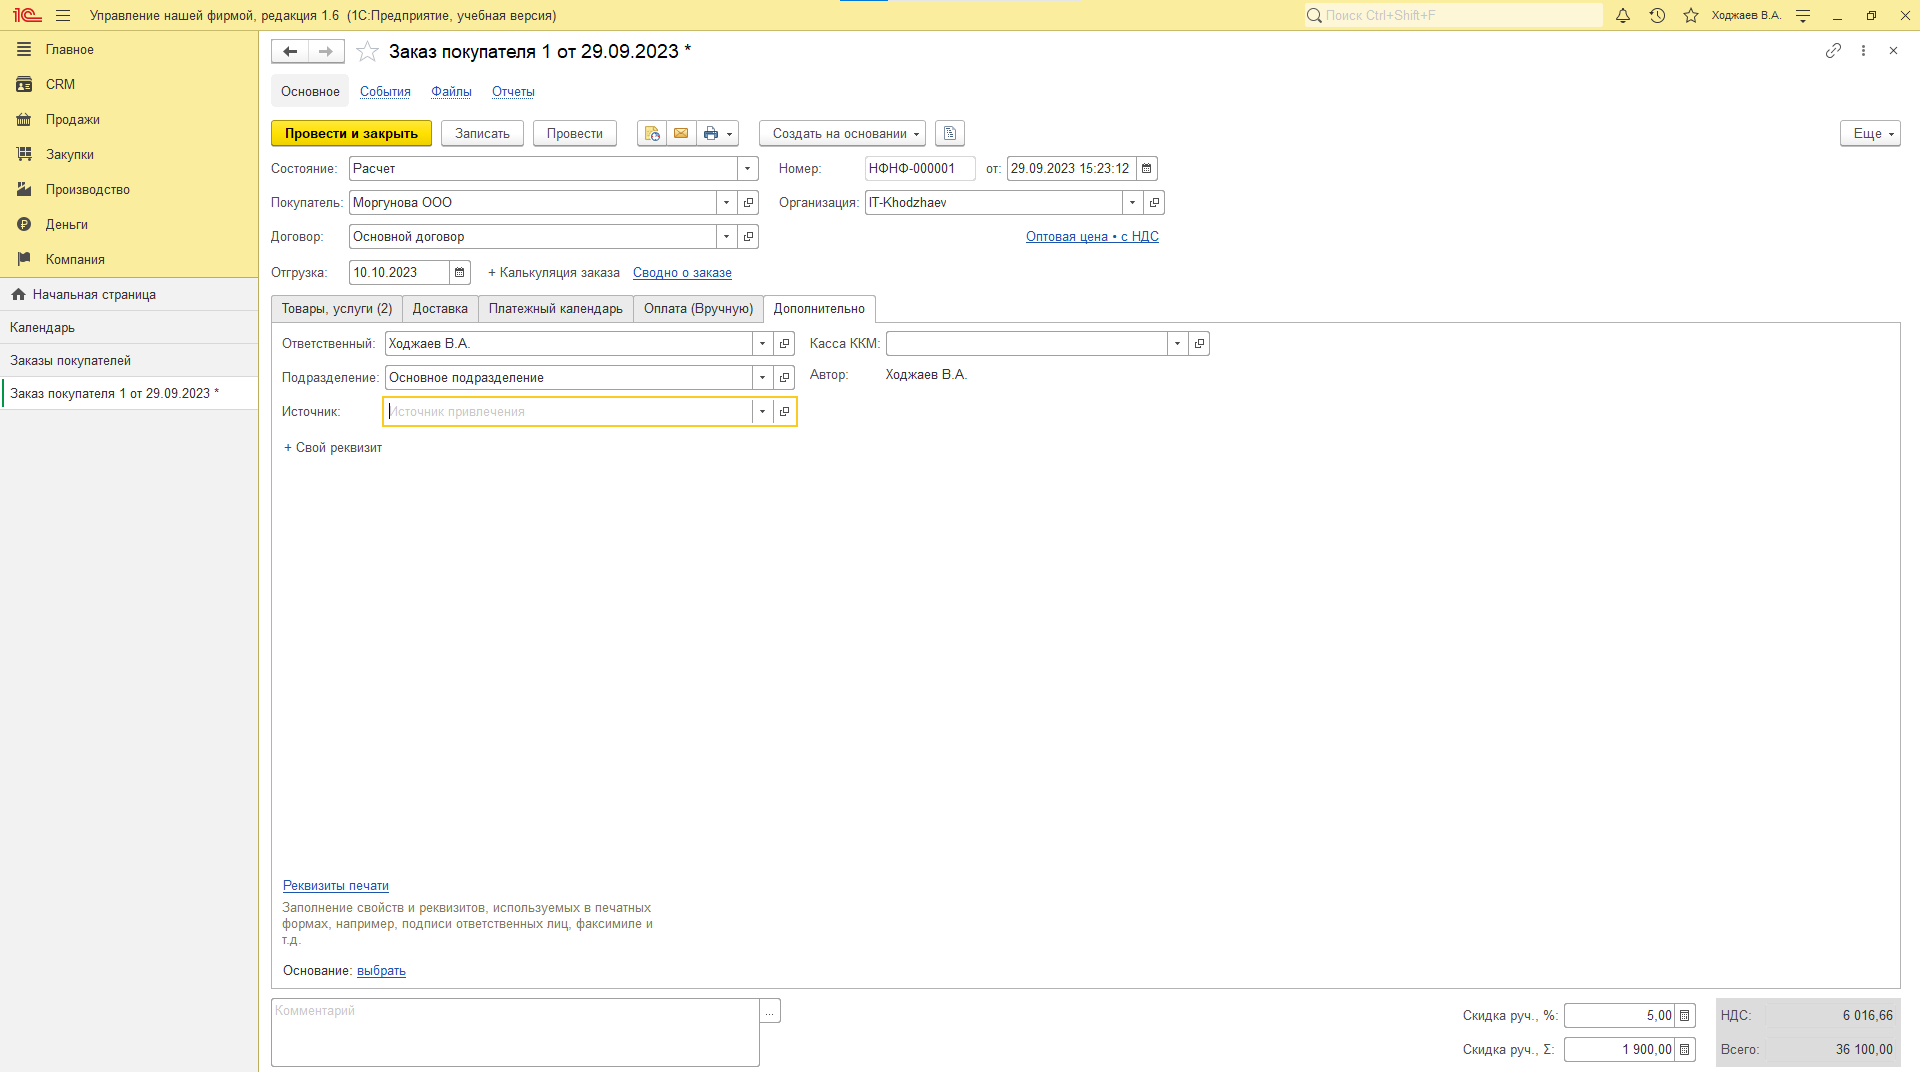 1С Управление нашей фирмой, редакция 1.6 (1С:Предприятие, учебная версия) Поиск Ctrl+Shift+F Ходжаев В.А.
Главное
CRM
Продажи
Закупки
Производство
Деньги
Компания
Начальная страница
Календарь
Заказы покупателей
Заказ покупателя 1 от 29.09.2023 *
Заказ покупателя 1 от 29.09.2023 *
Основное События Файлы Отчеты
Провести и закрыть Записать Провести Создать на основании Еще
Состояние: Расчет Номер: НФНФ-000001 от: 29.09.2023 15:23:12
Покупатель: Моргунова ООО Организация: IT-Khodzhaev
Договор: Основной договор Оптовая цена • с НДС
Отгрузка: 10.10.2023 + Калькуляция заказа Сводно о заказе
Товары, услуги (2) Доставка Платежный календарь Оплата (Вручную) Дополнительно
Ответственный: Ходжаев В.А. Касса ККМ:
Подразделение: Основное подразделение Автор: Ходжаев В.А.
Источник: Источник привлечения
+ Свой реквизит
Реквизиты печати
Заполнение свойств и реквизитов, используемых в печатных
формах, например, подписи ответственных лиц, факсимиле и
т.д.
Основание: выбрать
Комментарий ...
Скидка руч., %: 5,00 НДС: 6 016,66
Скидка руч., Σ: 1 900,00 Всего: 36 100,00